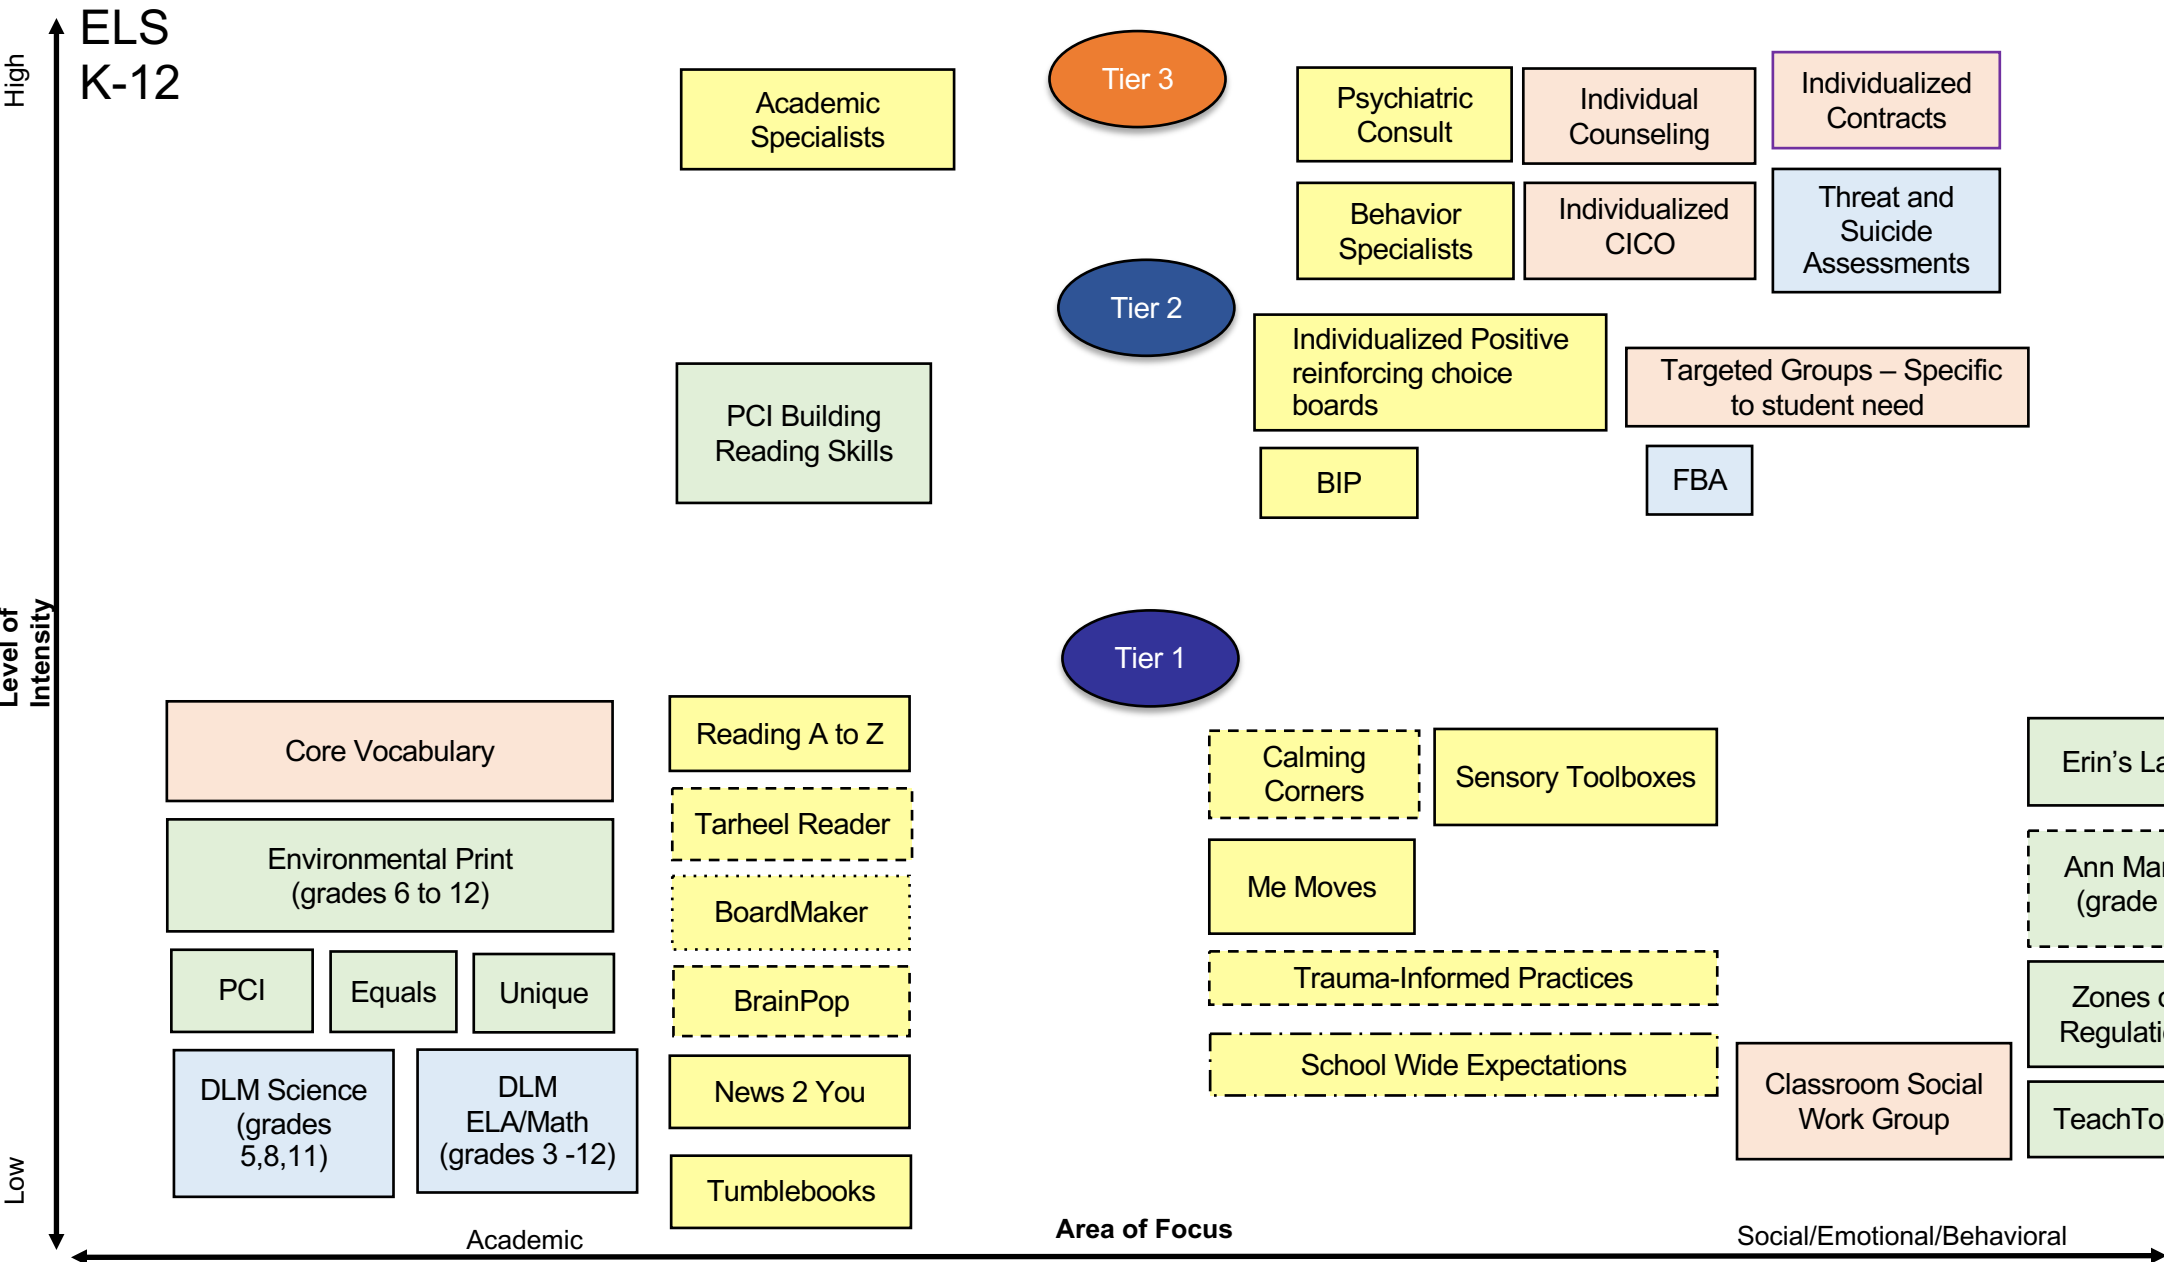 ELS
K-12
High
Level of
Intensity
Low
Academic
Specialists
Tier 3
Psychiatric
Consult
Individual
Counseling
Individualized
Contracts
Behavior
Specialists
Individualized
CICO
Threat and
Suicide
Assessments
Tier 2
Individualized Positive
reinforcing choice
boards
Targeted Groups – Specific
to student need
PCI Building
Reading Skills
BIP
FBA
Tier 1
Core Vocabulary
Reading A to Z
Calming
Corners
Sensory Toolboxes
Erin’s
Tarheel Reader
Environmental Print
(grades 6 to 12)
Me Moves
Ann
(grade
BoardMaker
PCI
Equals
Unique
BrainPop
Trauma-Informed Practices
Zones
School Wide Expectations
DLM Science
(grades
5,8,11)
DLM
ELA/Math
(grades 3 -12)
News 2 You
Classroom Social
Work Group
Tumblebooks
Academic
Area of Focus
Social/Emotional/Behavioral